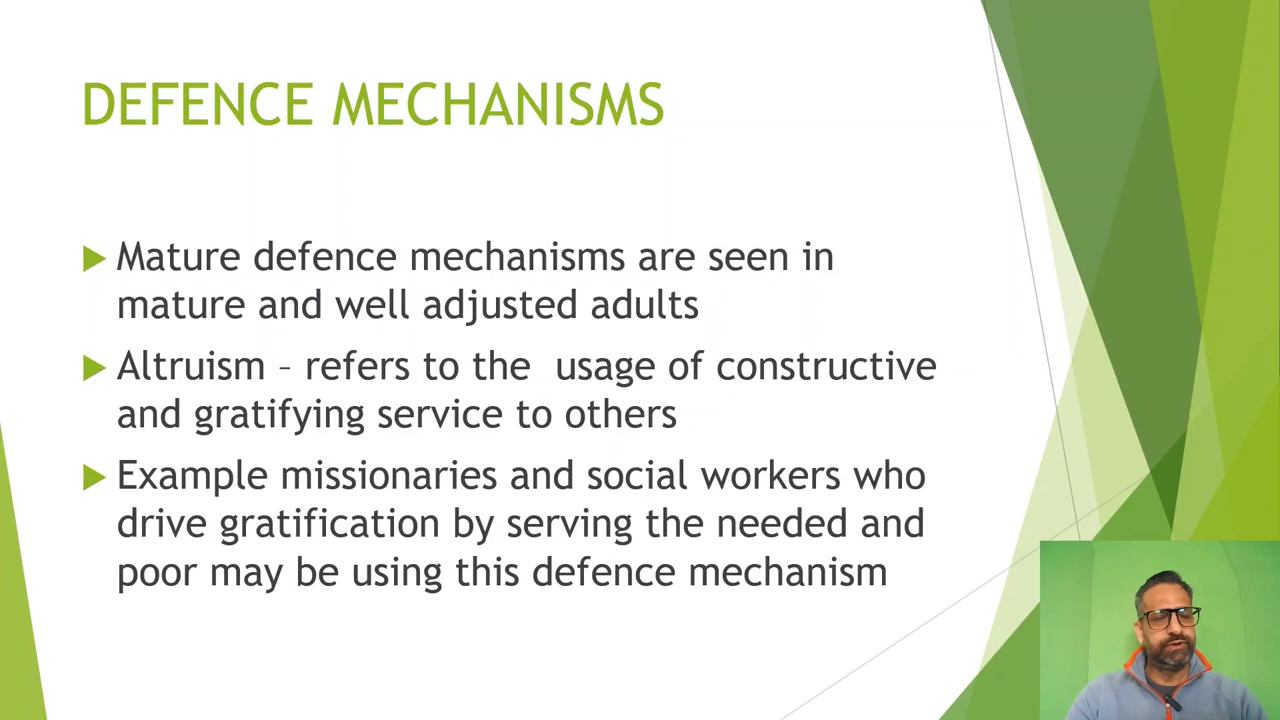 DEFENCE MECHANISMS
Mature defence mechanisms are seen in
mature and well adjusted adults
Altruism – refers to the  usage of constructive
and gratifying service to others
Example missionaries and social workers who
drive gratification by serving the needed and
poor may be using this defence mechanism